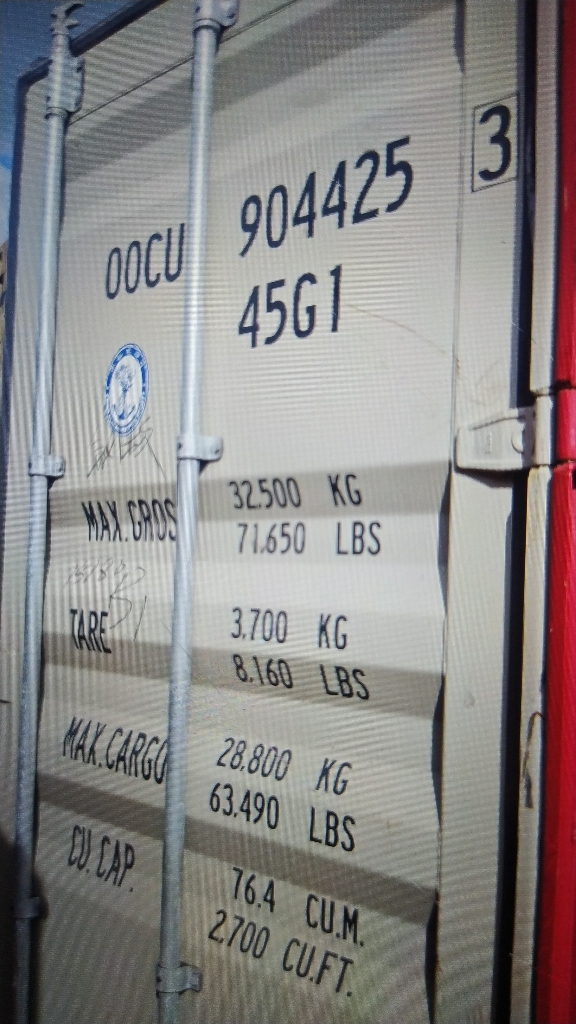 OOCU 904425 3
45G1
MAX.GROS 32.500 KG
71.650 LBS
TARE 3.700 KG
8.160 LBS
MAX.CARGO 28.800 KG
63.490 LBS
CU.CAP. 76.4 CU.M.
2.700 CU.FT.